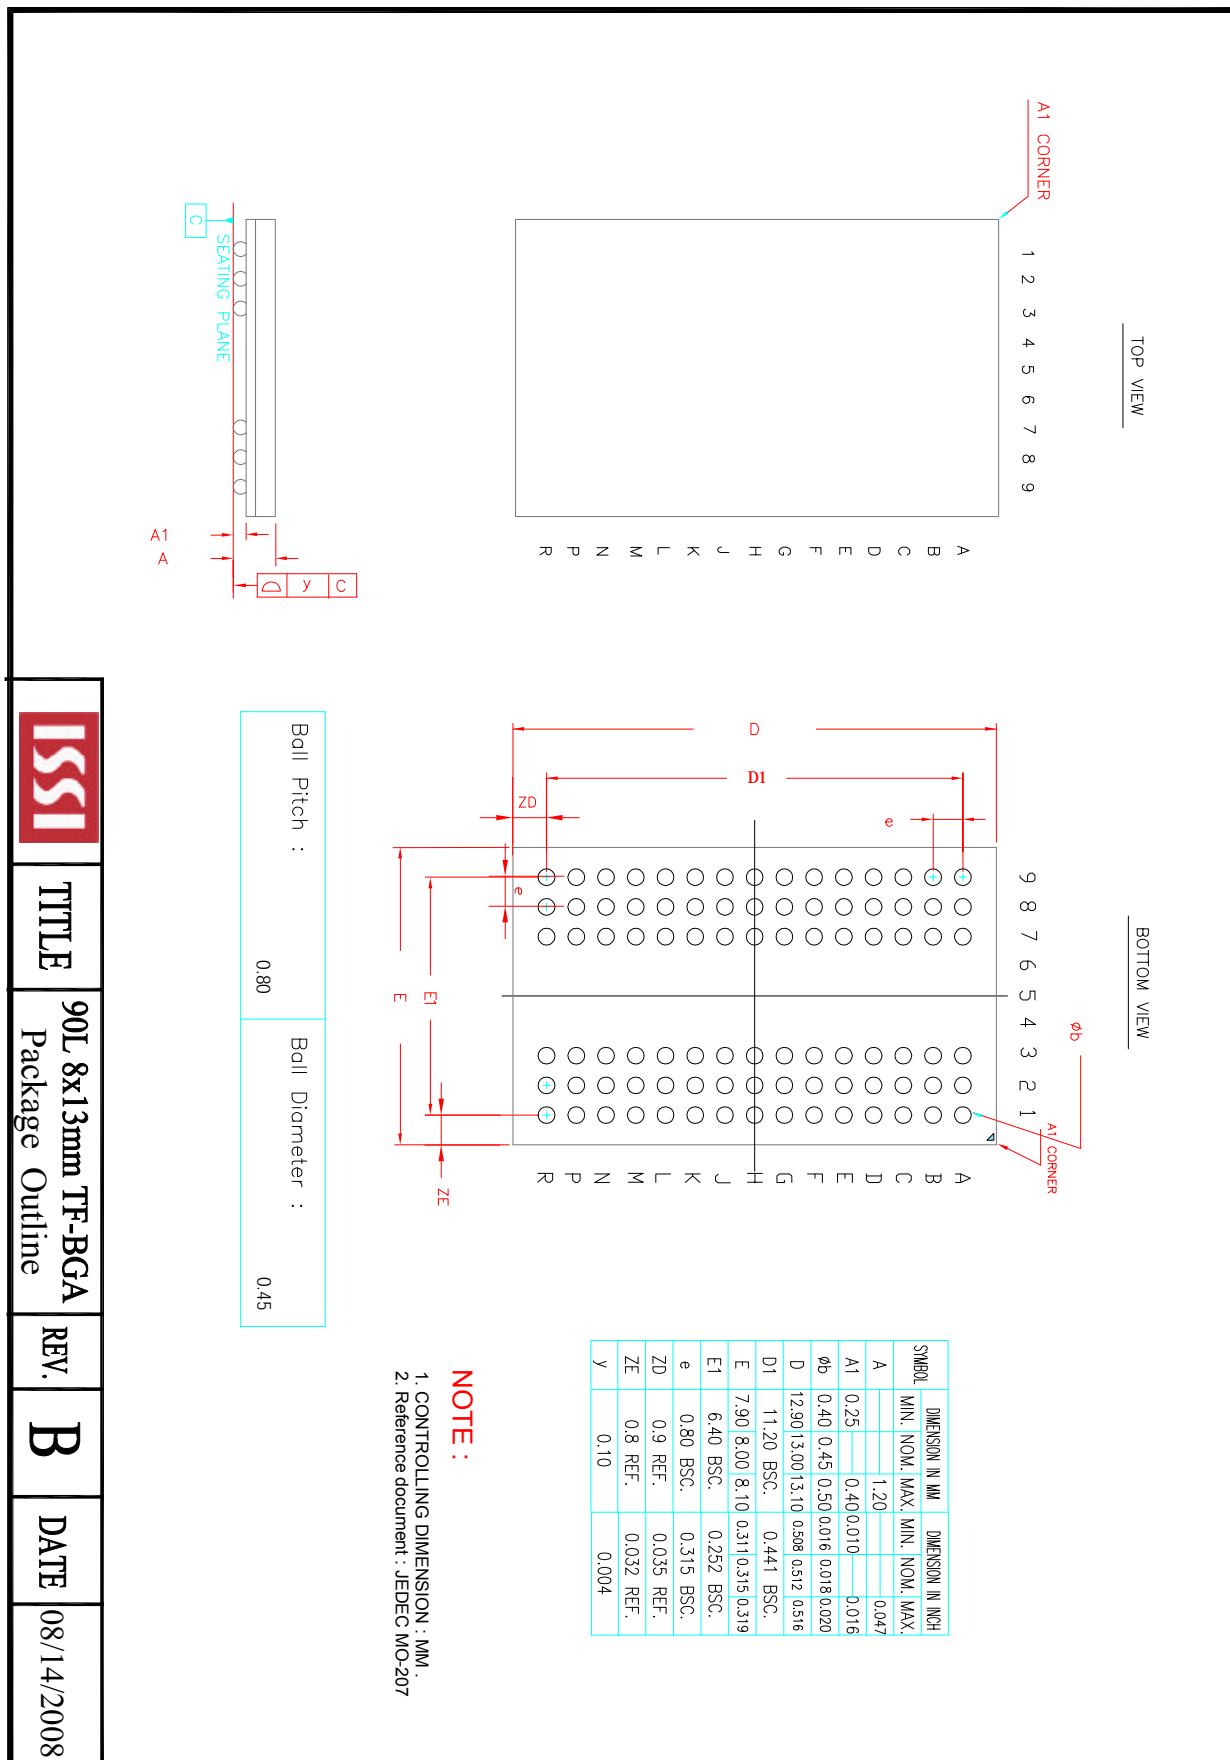 TOP VIEW
A1 CORNER
1 2 3 4 5 6 7 8 9
A
B
C
D
E
F
G
H
J
K
L
M
N
P
R
C
SEATING PLANE
A1
A
y C
BOTTOM VIEW
9 8 7 6 5 4 3 2 1
Øb
A1 CORNER
A
B
C
D
E
F
G
H
J
K
L
M
N
P
R
e
D
D1
ZD
e
E1
E
ZE
SYMBOL DIMENSION IN MM DIMENSION IN INCH
MIN. NOM. MAX. MIN. NOM. MAX.
A 1.20 0.047
A1 0.25 0.40 0.010 0.016
Øb 0.40 0.45 0.50 0.016 0.018 0.020
D 12.90 13.00 13.10 0.508 0.512 0.516
D1 11.20 BSC. 0.441 BSC.
E 7.90 8.00 8.10 0.311 0.315 0.319
E1 6.40 BSC. 0.252 BSC.
e 0.80 BSC. 0.315 BSC.
ZD 0.9 REF. 0.035 REF.
ZE 0.8 REF. 0.032 REF.
y 0.10 0.004
NOTE :
1. CONTROLLING DIMENSION : MM .
2. Reference document : JEDEC MO-207
Ball Pitch : 0.80
Ball Diameter : 0.45
ISSI
TITLE
90L 8x13mm TF-BGA
Package Outline
REV.
B
DATE
08/14/2008